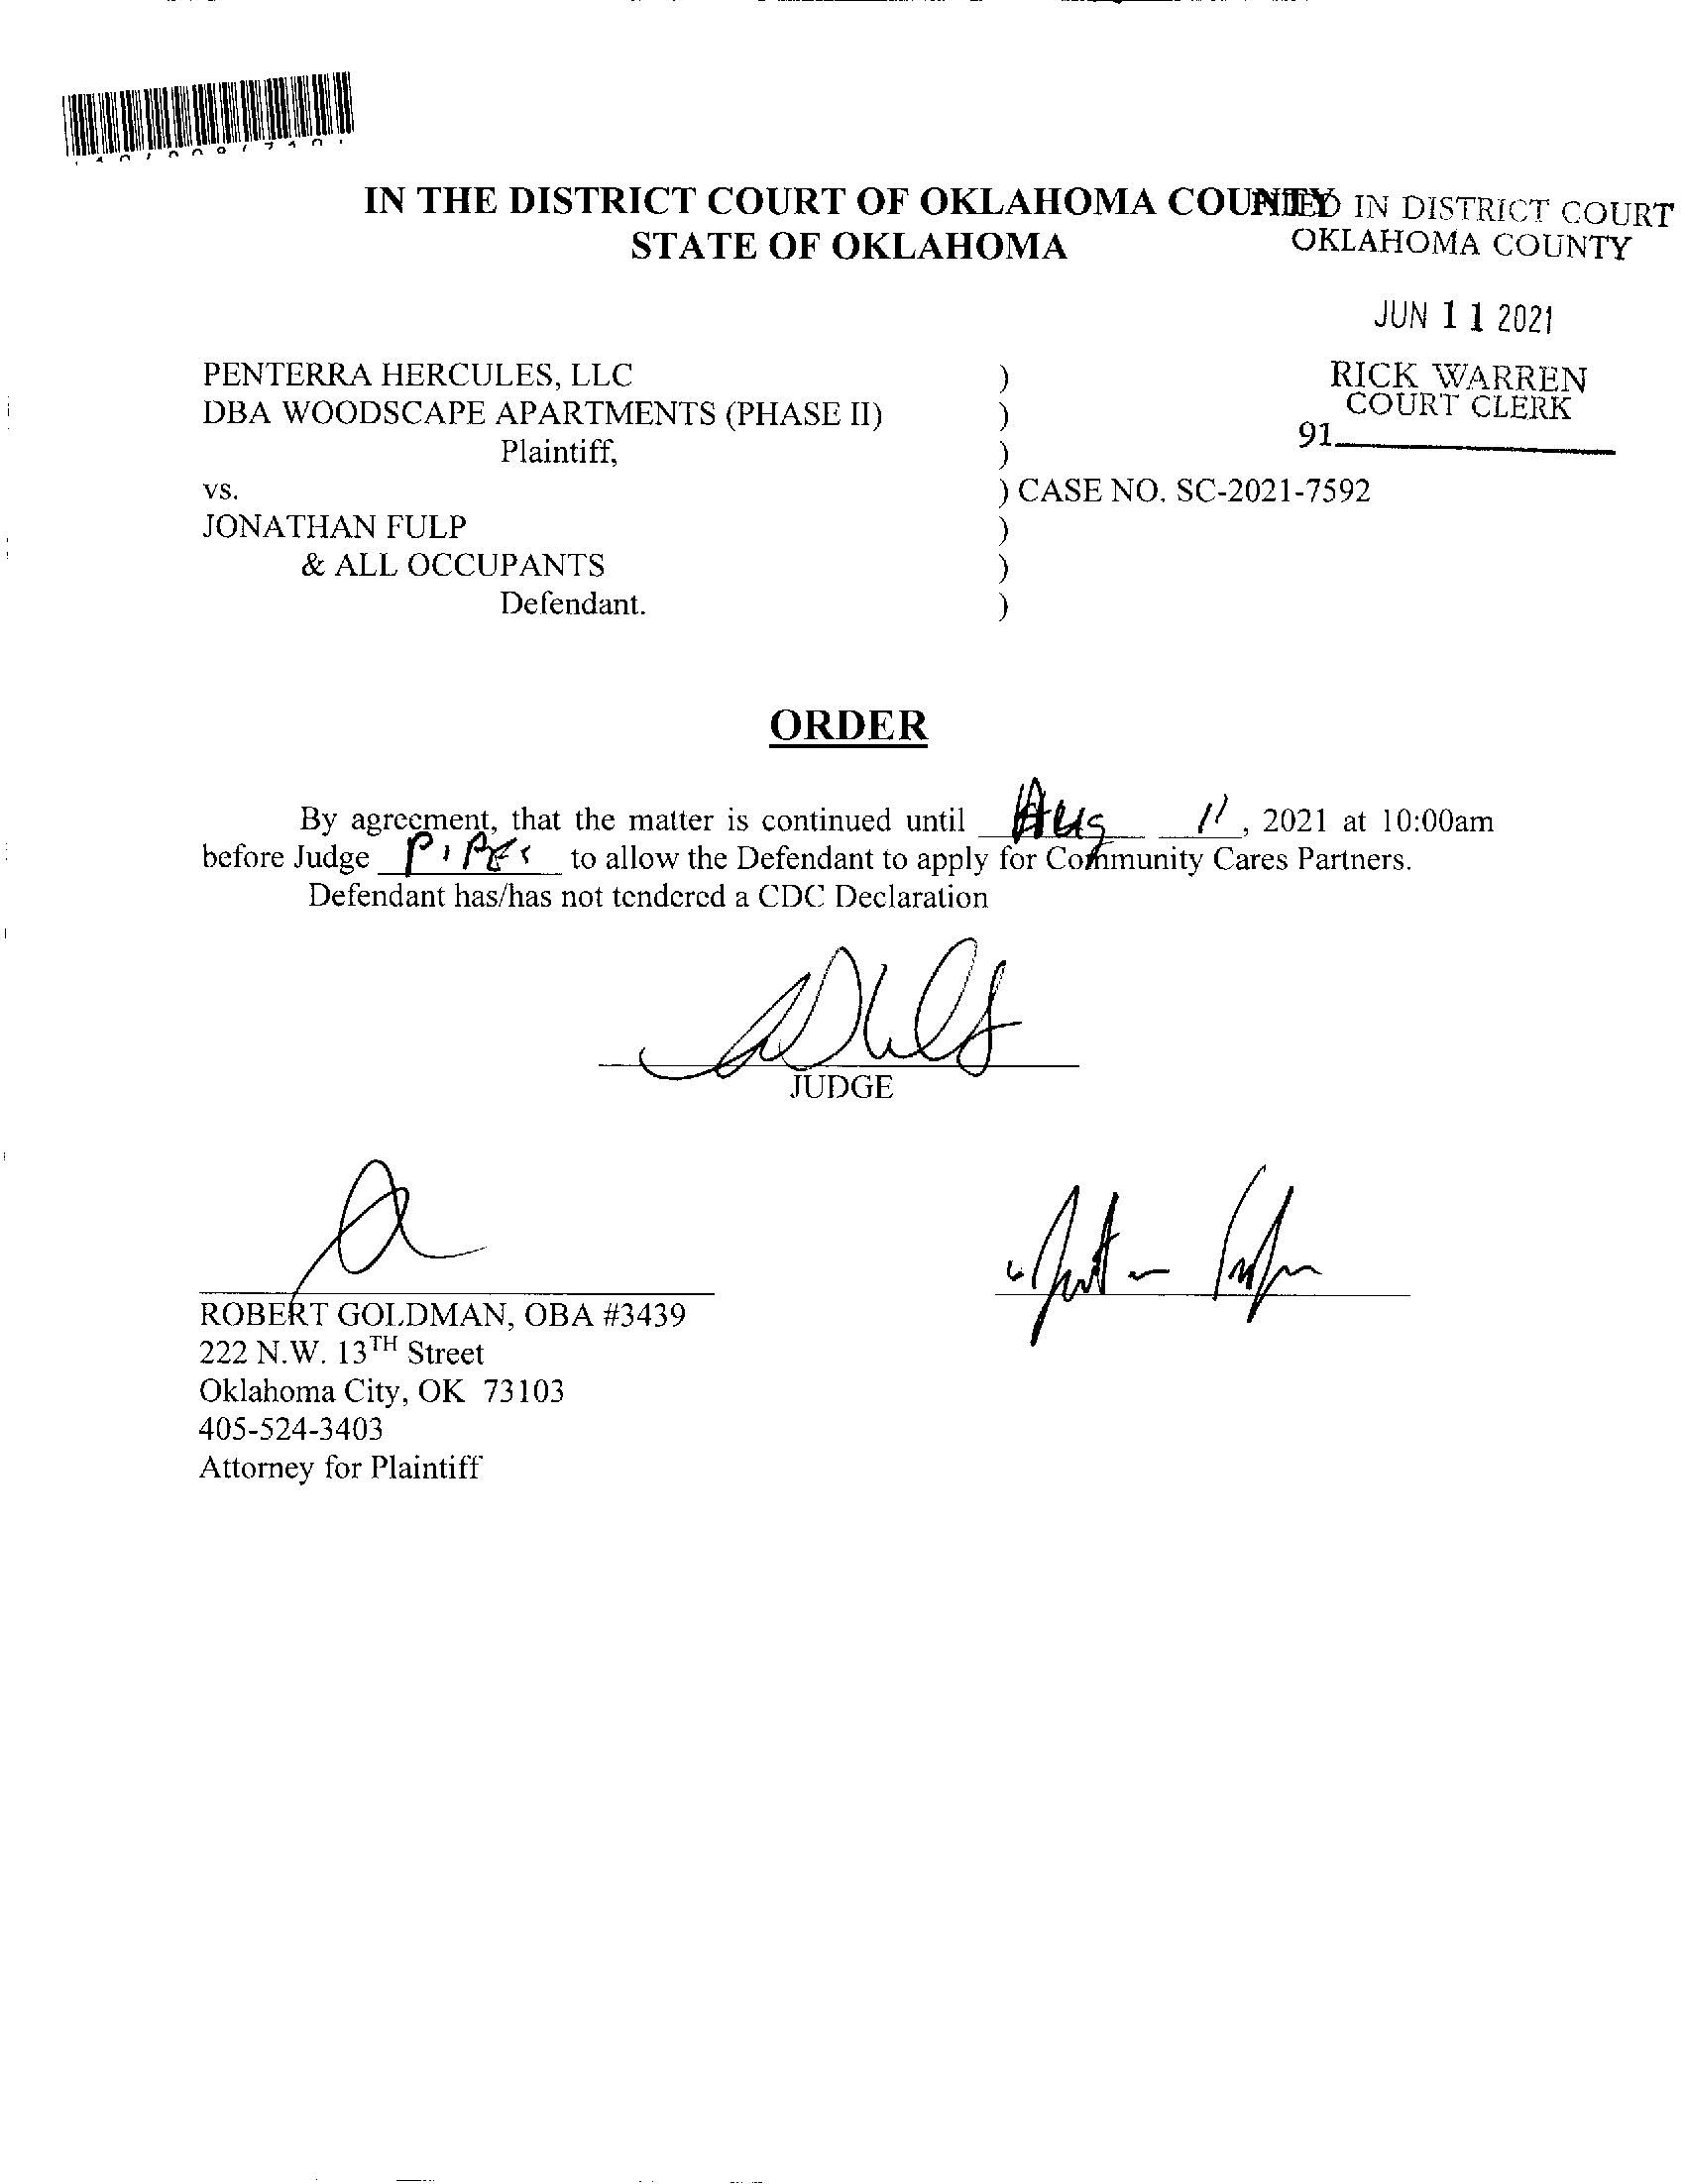 IN THE DISTRICT COURT OF OKLAHOMA COUNTY
STATE OF OKLAHOMA
FILED IN DISTRICT COURT
OKLAHOMA COUNTY
JUN 11 2021
RICK WARREN
COURT CLERK
91
PENTERRA HERCULES, LLC )
DBA WOODSCAPE APARTMENTS (PHASE II) )
Plaintiff, )
vs. ) CASE NO. SC-2021-7592
JONATHAN FULP )
& ALL OCCUPANTS )
Defendant. )
ORDER
By agreement, that the matter is continued until Aug 11, 2021 at 10:00am
before Judge PIPES to allow the Defendant to apply for Community Cares Partners.
Defendant has/has not tendered a CDC Declaration
JUDGE
ROBERT GOLDMAN, OBA #3439
222 N.W. 13TH Street
Oklahoma City, OK 73103
405-524-3403
Attorney for Plaintiff